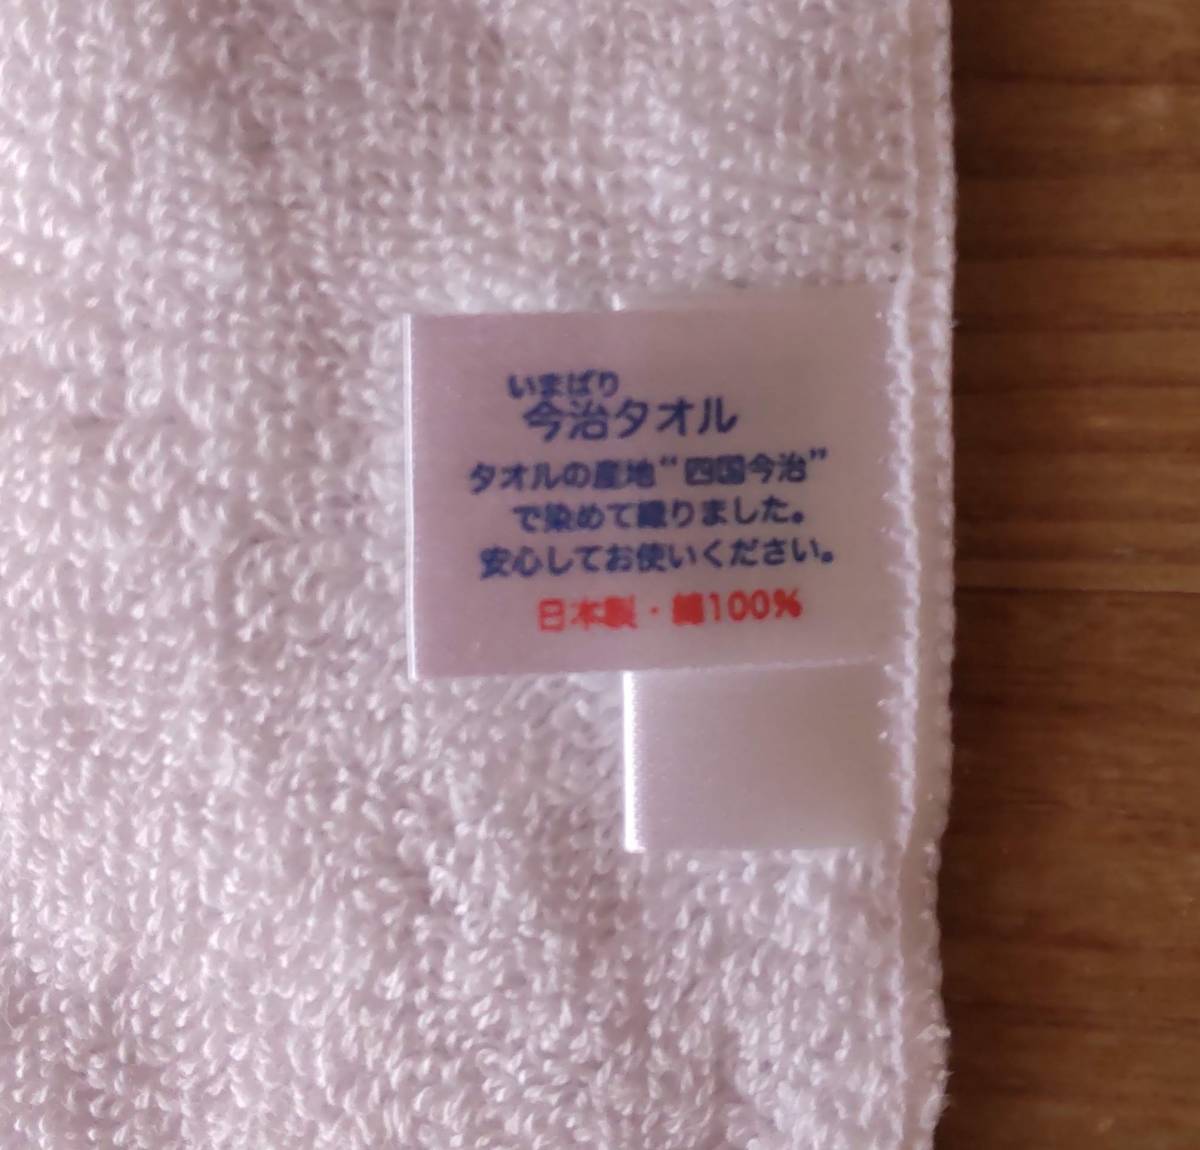 いまばり
今治タオル
タオルの産地“四国今治”
で染めて織りました。
安心してお使いください。
日本製・綿100%